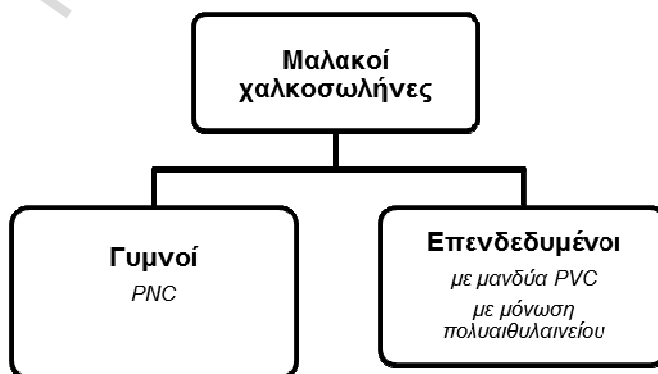 Μαλακοί
χαλκοσωλήνες
Γυμνοί
PNC
Επενδεδυμένοι
με μανδύα PVC
με μόνωση
πολυαιθυλαινείου